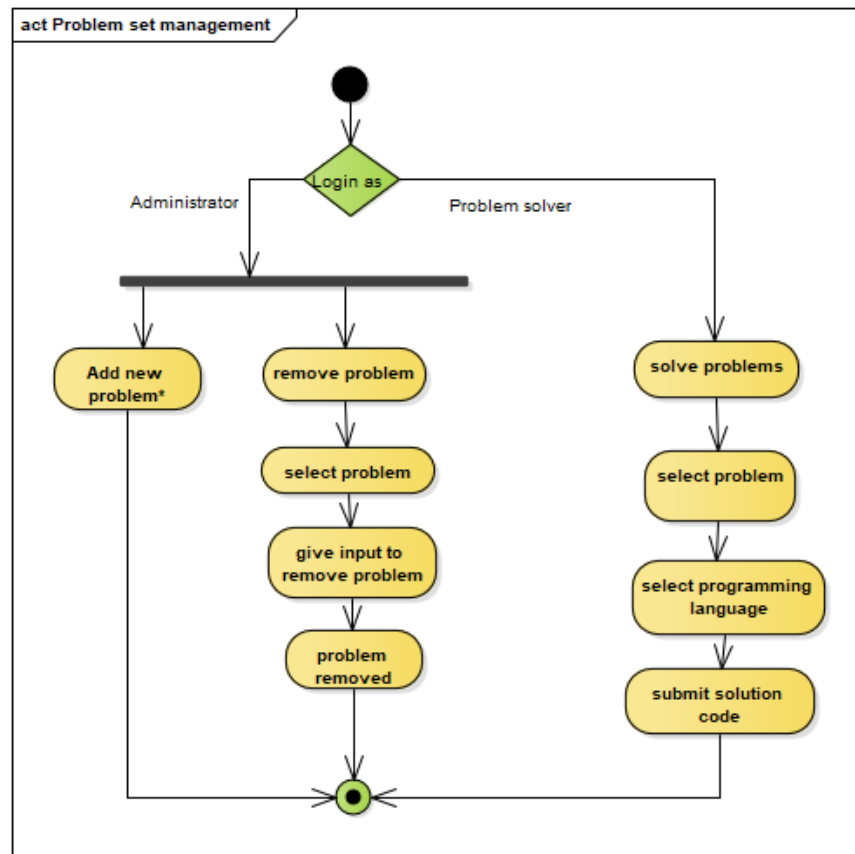 act Problem set management
Login as
Administrator
Problem solver
Add new
problem*
remove problem
solve problems
select problem
select problem
give input to
remove problem
select programming
language
problem
removed
submit solution
code